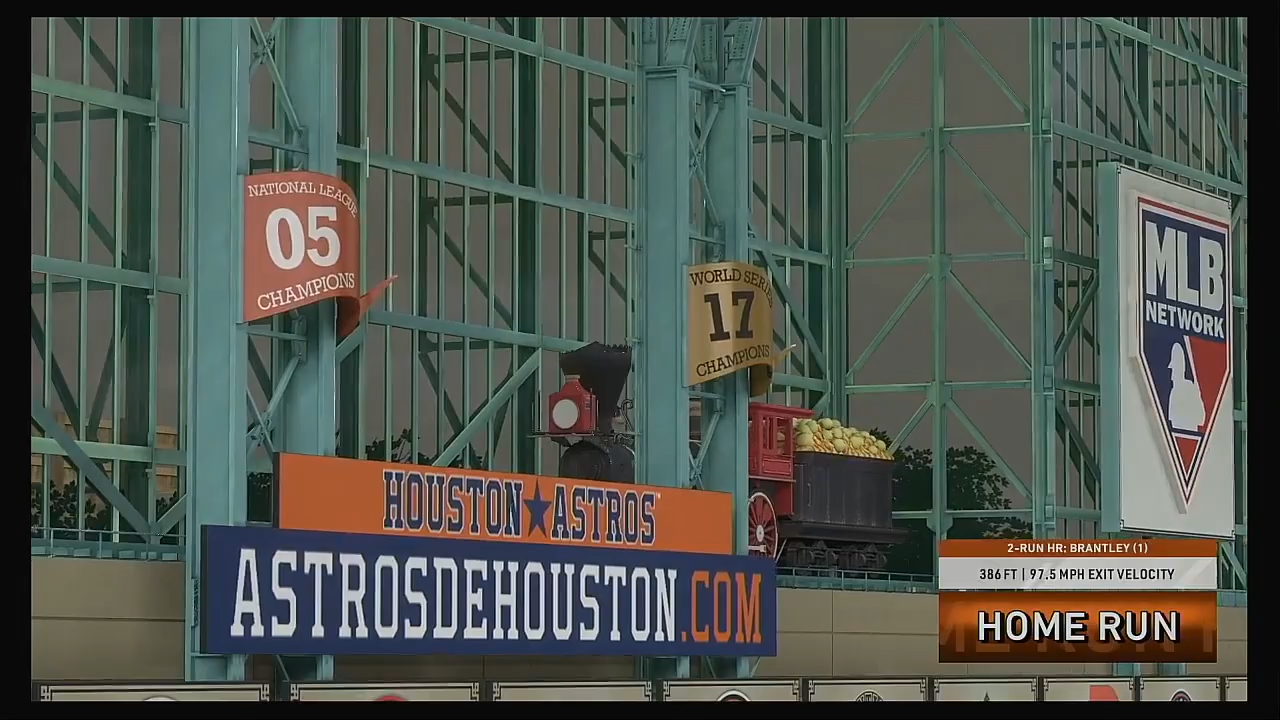 NATIONAL LEAGUE
05
CHAMPIONS
WORLD SERIES
17
CHAMPIONS
MLB
NETWORK
HOUSTON★ASTROS
ASTROSDEHOUSTON.COM
2-RUN HR: BRANTLEY (1)
386 FT | 97.5 MPH EXIT VELOCITY
HOME RUN